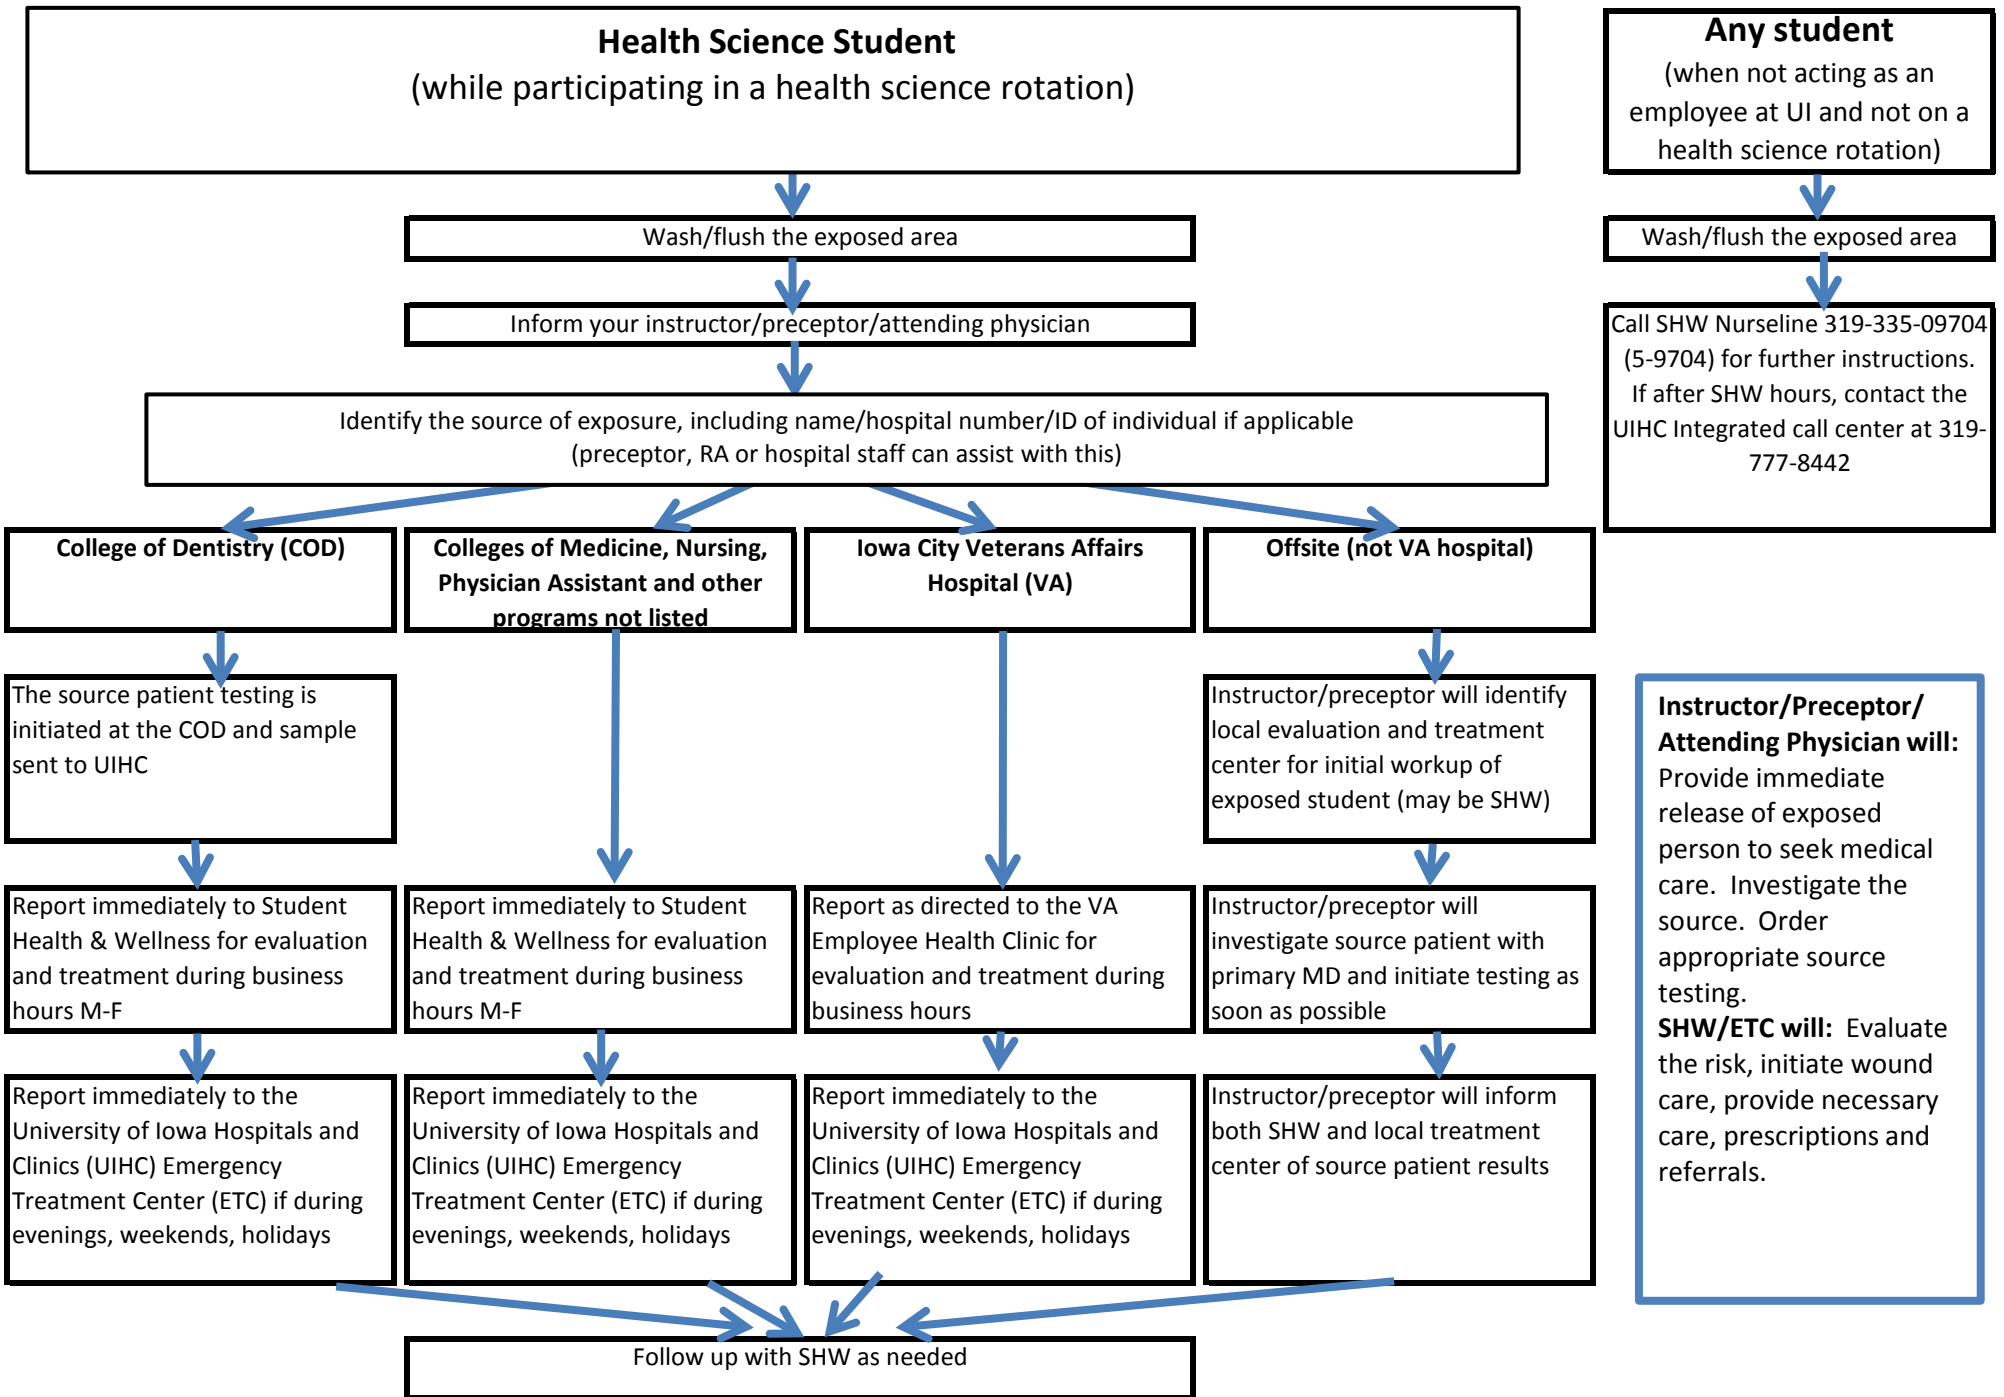 Health Science Student
(while participating in a health science rotation)
Any student
(when not acting as an
employee at UI and not on a
health science rotation)
Wash/flush the exposed area
Wash/flush the exposed area
Inform your instructor/preceptor/attending physician
Call SHW Nurseline 319-335-09704
(5-9704) for further instructions.
If after SHW hours, contact the
UIHC Integrated call center at 319-
777-8442
Identify the source of exposure, including name/hospital number/ID of individual if applicable
(preceptor, RA or hospital staff can assist with this)
College of Dentistry (COD)
Colleges of Medicine, Nursing,
Physician Assistant and other
programs not listed
Iowa City Veterans Affairs
Hospital (VA)
Offsite (not VA hospital)
The source patient testing is
initiated at the COD and sample
sent to UIHC
Instructor/preceptor will identify
local evaluation and treatment
center for initial workup of
exposed student (may be SHW)
Report immediately to Student
Health & Wellness for evaluation
and treatment during business
hours M-F
Report immediately to Student
Health & Wellness for evaluation
and treatment during business
hours M-F
Report as directed to the VA
Employee Health Clinic for
evaluation and treatment during
business hours
Instructor/preceptor will
investigate source patient with
primary MD and initiate testing as
soon as possible
Report immediately to the
University of Iowa Hospitals and
Clinics (UIHC) Emergency
Treatment Center (ETC) if during
evenings, weekends, holidays
Report immediately to the
University of Iowa Hospitals and
Clinics (UIHC) Emergency
Treatment Center (ETC) if during
evenings, weekends, holidays
Report immediately to the
University of Iowa Hospitals and
Clinics (UIHC) Emergency
Treatment Center (ETC) if during
evenings, weekends, holidays
Instructor/preceptor will inform
both SHW and local treatment
center of source patient results
Instructor/Preceptor/
Attending Physician will:
Provide immediate
release of exposed
person to seek medical
care.  Investigate the
source.  Order
appropriate source
testing.
SHW/ETC will:  Evaluate
the risk, initiate wound
care, provide necessary
care, prescriptions and
referrals.
Follow up with SHW as needed